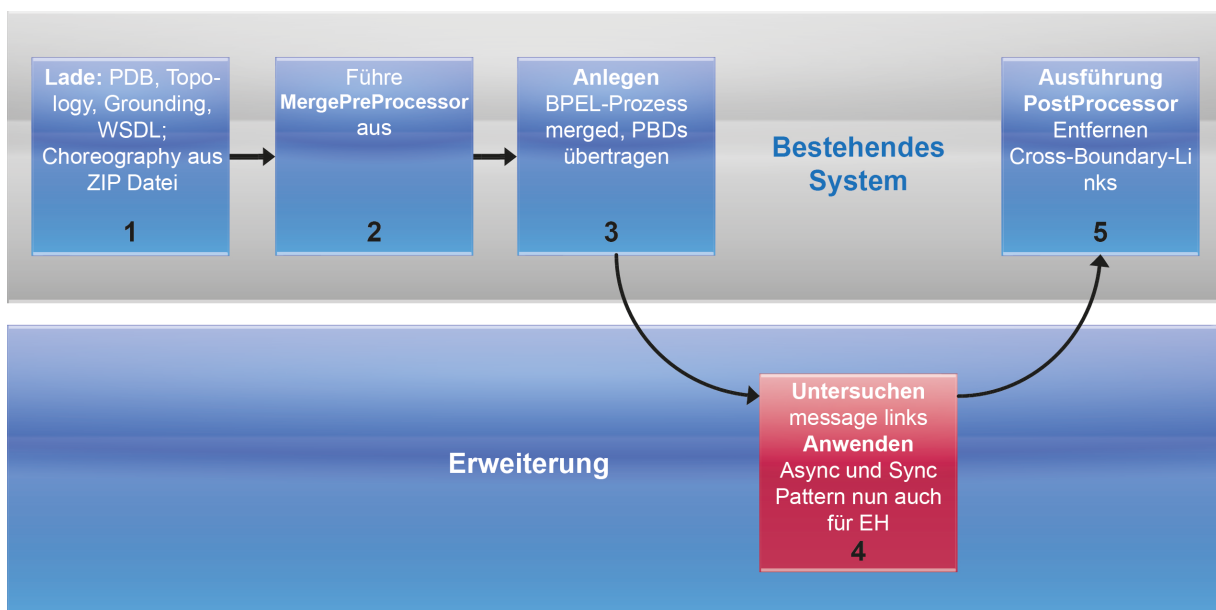 Lade: PDB, Topo-
logy, Grounding,
WSDL;
Choreography aus
ZIP Datei
1
Führe
MergePreProcessor
aus
2
Anlegen
BPEL-Prozess
merged, PBDs
übertragen
3
Bestehendes
System
Ausführung
PostProcessor
Entfernen
Cross-Boundary-Li
nks
5
Erweiterung
Untersuchen
message links
Anwenden
Async und Sync
Pattern nun auch
für EH
4